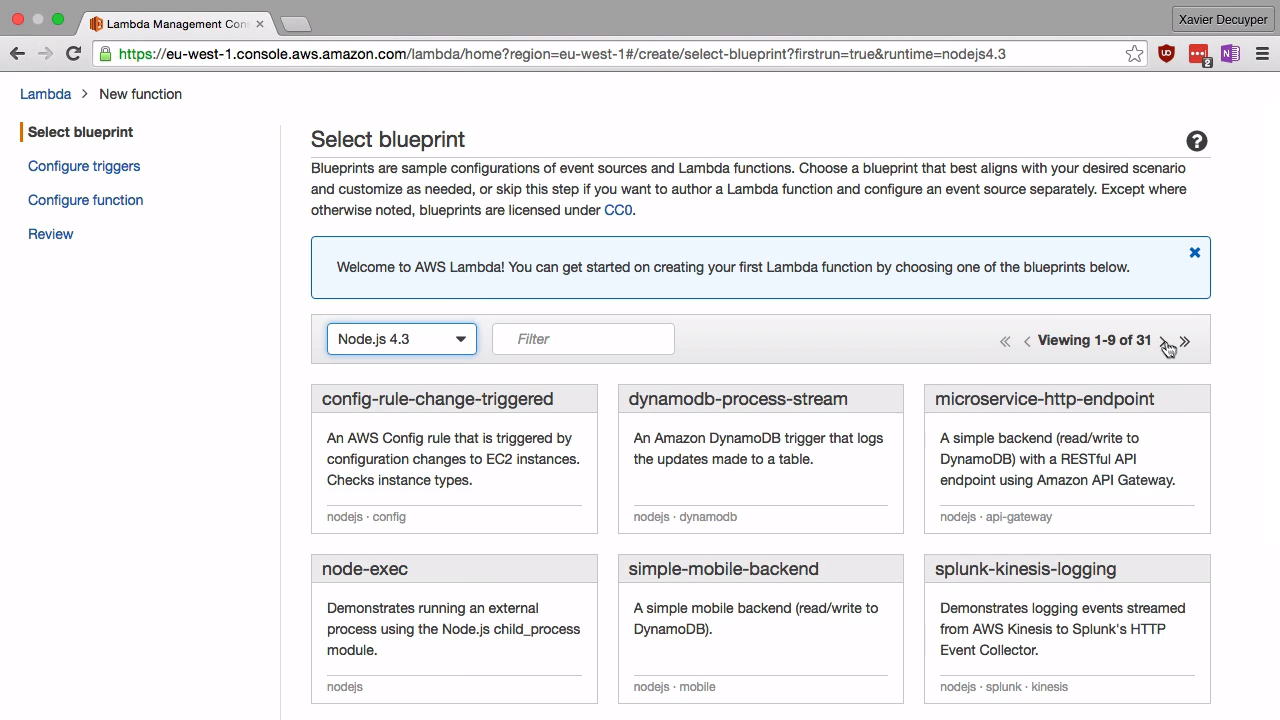 Lambda Management Con
Xavier Decuyper
https://eu-west-1.console.aws.amazon.com/lambda/home?region=eu-west-1#/create/select-blueprint?firstrun=true&runtime=nodejs4.3
2
Lambda > New function
Select blueprint
Configure triggers
Configure function
Review
Select blueprint
?
Blueprints are sample configurations of event sources and Lambda functions. Choose a blueprint that best aligns with your desired scenario
and customize as needed, or skip this step if you want to author a Lambda function and configure an event source separately. Except where
otherwise noted, blueprints are licensed under CC0.
Welcome to AWS Lambda! You can get started on creating your first Lambda function by choosing one of the blueprints below.
Node.js 4.3
Filter
« < Viewing 1-9 of 31 > »
config-rule-change-triggered
An AWS Config rule that is triggered by
configuration changes to EC2 instances.
Checks instance types.
nodejs · config
dynamodb-process-stream
An Amazon DynamoDB trigger that logs
the updates made to a table.
nodejs · dynamodb
microservice-http-endpoint
A simple backend (read/write to
DynamoDB) with a RESTful API
endpoint using Amazon API Gateway.
nodejs · api-gateway
node-exec
Demonstrates running an external
process using the Node.js child_process
module.
nodejs
simple-mobile-backend
A simple mobile backend (read/write to
DynamoDB).
nodejs · mobile
splunk-kinesis-logging
Demonstrates logging events streamed
from AWS Kinesis to Splunk's HTTP
Event Collector.
nodejs · splunk · kinesis